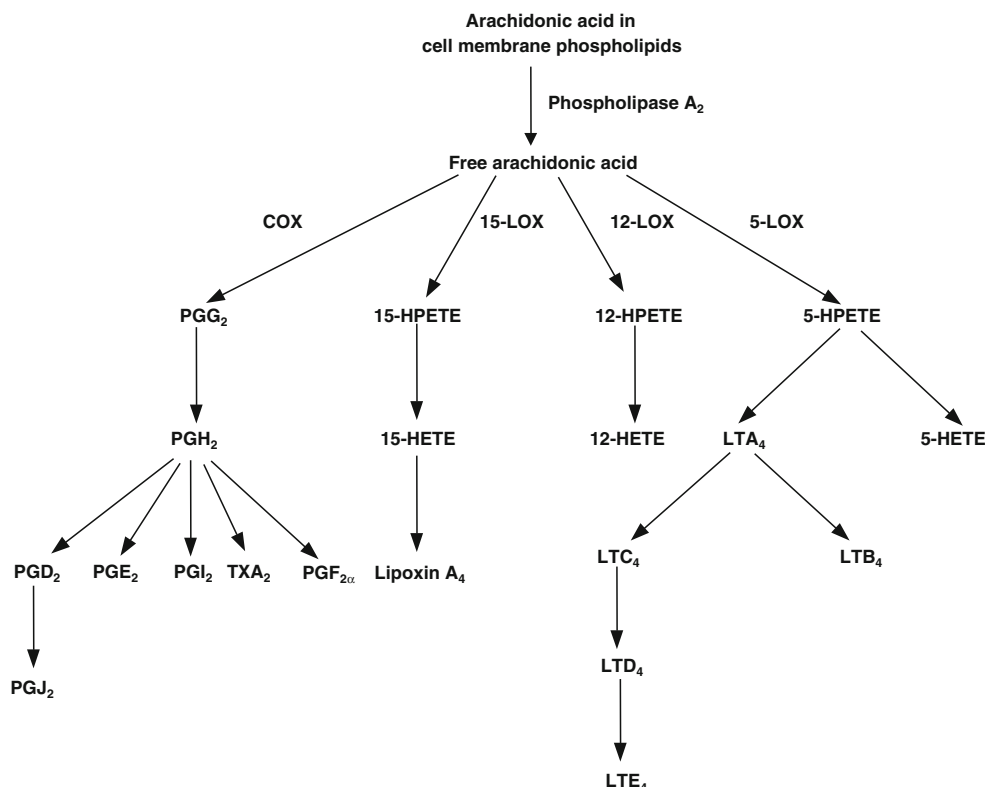 Arachidonic acid in
cell membrane phospholipids
Phospholipase A₂
Free arachidonic acid
COX
15-LOX
12-LOX
5-LOX
PGG₂
15-HPETE
12-HPETE
5-HPETE
PGH₂
15-HETE
12-HETE
LTA₄
5-HETE
PGD₂
PGE₂
PGI₂
TXA₂
PGF₂α
Lipoxin A₄
LTC₄
LTB₄
PGJ₂
LTD₄
LTE₄